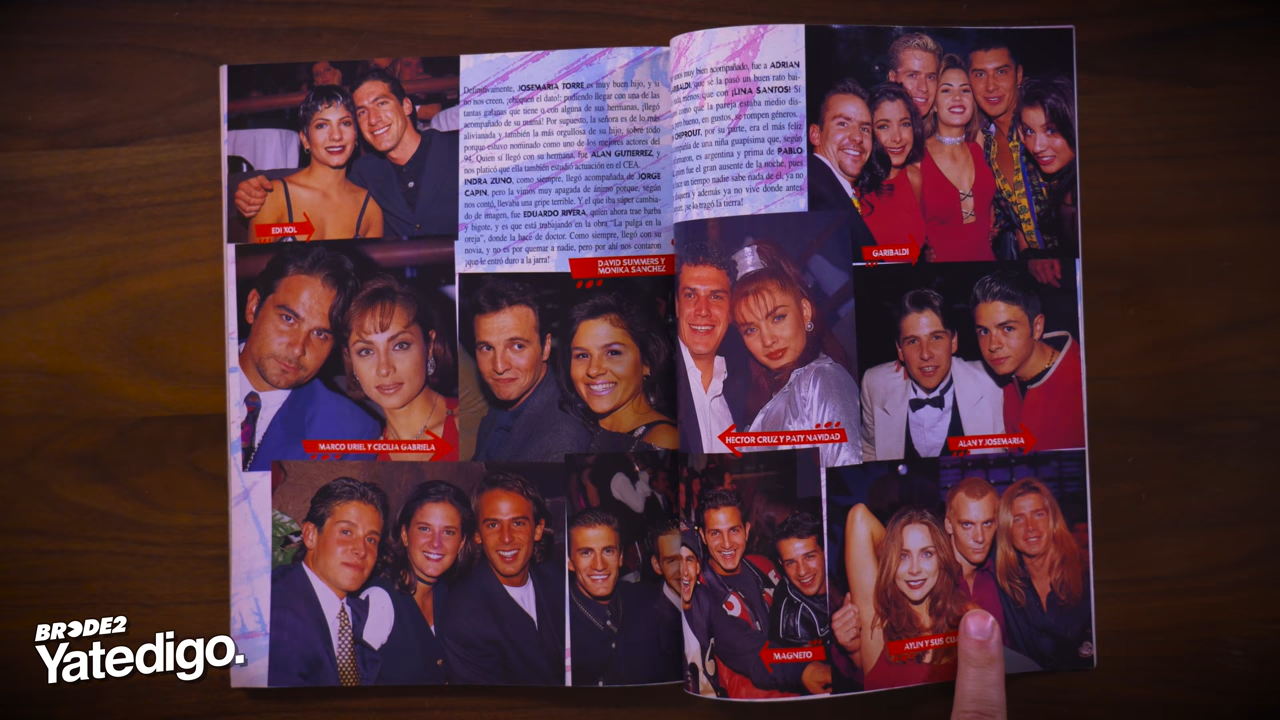 Definitivamente, JOSEMARIA TORRE es muy buen hijo, y si
no nos creen, ¡chequen el dato!: pudiendo llegar con una de las
tantas galanas que tiene o con alguna de sus hermanas, ¡llegó
acompañado de su mamá! Por supuesto, la señora es de lo más
alivianada y también la más orgullosa de su hijo, sobre todo
porque estuvo nominado como uno de los mejores actores del
94. Quien sí llegó con su hermana, fue ALAN GUTIERREZ, y
nos platicó que ella también estudió actuación en el CEA.
INDRA ZUNO, como siempre, llegó acompañada de JORGE
CAPIN, pero la vimos muy apagada de ánimo porque, según
nos contó, llevaba una gripe terrible. Y el que iba súper cambia-
do de imagen, fue EDUARDO RIVERA, quien ahora trae barba
y bigote, y es que está trabajando en la obra "La pulga en la
oreja", donde la hace de doctor. Como siempre, llegó con su
novia, y no es por quemar a nadie, pero por ahí nos contaron
¡que le entró duro a la jarra!
muy bien acompañado, fue a ADRIAN
que se la pasó un buen rato bai-
menos que con ¡LINA SANTOS! Sí
como que la pareja estaba medio dis-
pero bueno, en gustos, se rompen géneros.
por su parte, era el más feliz
de una niña guapísima que, según
es argentina y prima de PABLO
fue el gran ausente de la noche, pues
un tiempo nadie sabe nada de él, ya no
y además ya no vive donde antes
¡se lo tragó la tierra!
EDI XOL
GARIBALDI
DAVID SUMMERS Y
MONIKA SANCHEZ
MARCO URIEL Y CECILIA GABRIELA
HECTOR CRUZ Y PATY NAVIDAD
ALAN Y JOSEMARIA
MAGNETO
AYLIN Y SUS
BRODE2
Yatedigo.